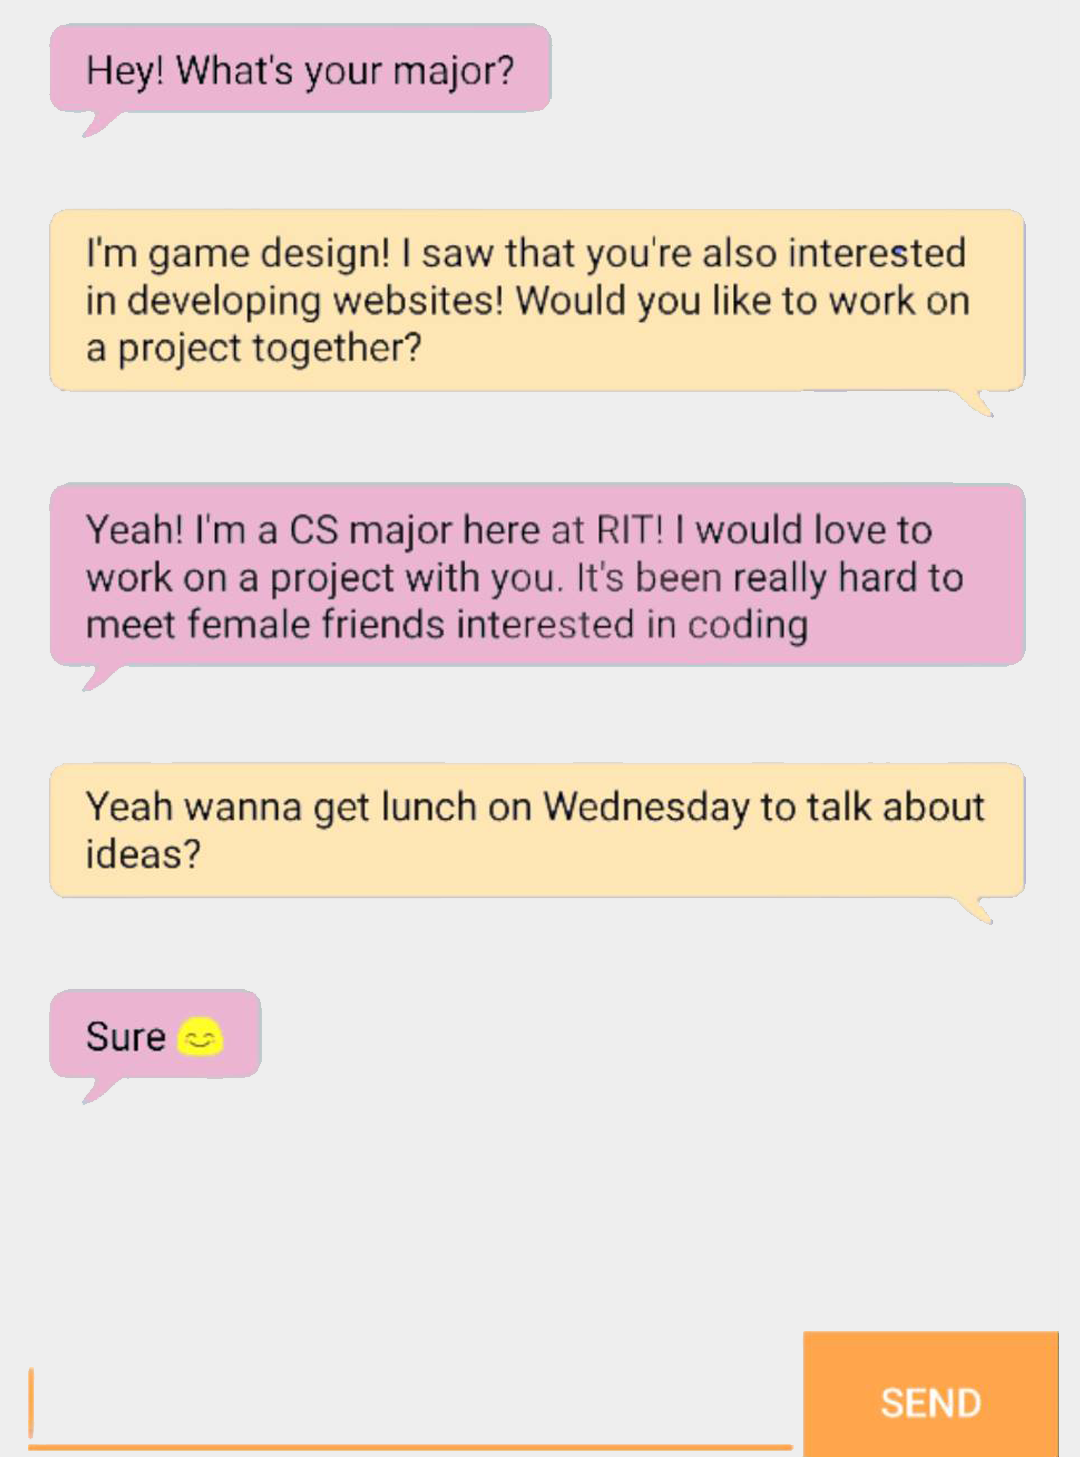 Hey! What's your major?
I'm game design! I saw that you're also interested
in developing websites! Would you like to work on
a project together?
Yeah! I'm a CS major here at RIT! I would love to
work on a project with you. It's been really hard to
meet female friends interested in coding
Yeah wanna get lunch on Wednesday to talk about
ideas?
Sure 😊
SEND